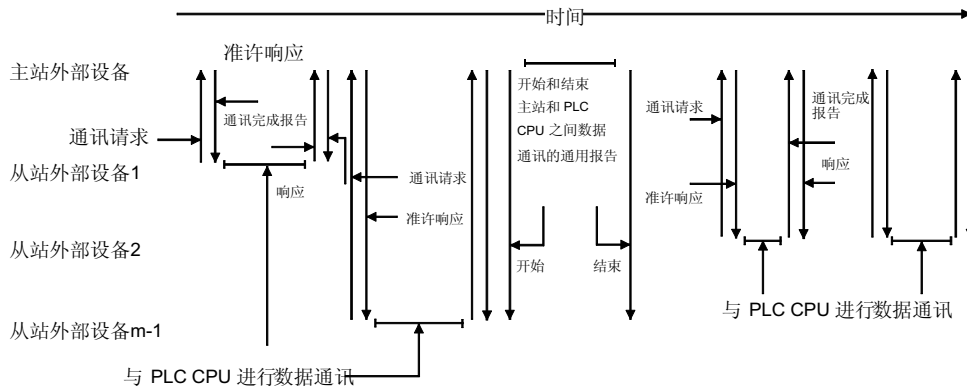 时间
准许响应
主站外部设备
通讯完成报告
通讯请求
从站外部设备1
响应
开始和结束
主站和 PLC
CPU 之间数据
通讯的通用报告
通讯请求
准许响应
开始
结束
通讯请求
通讯完成
报告
响应
准许响应
从站外部设备2
从站外部设备m-1
与 PLC CPU 进行数据通讯
与 PLC CPU 进行数据通讯